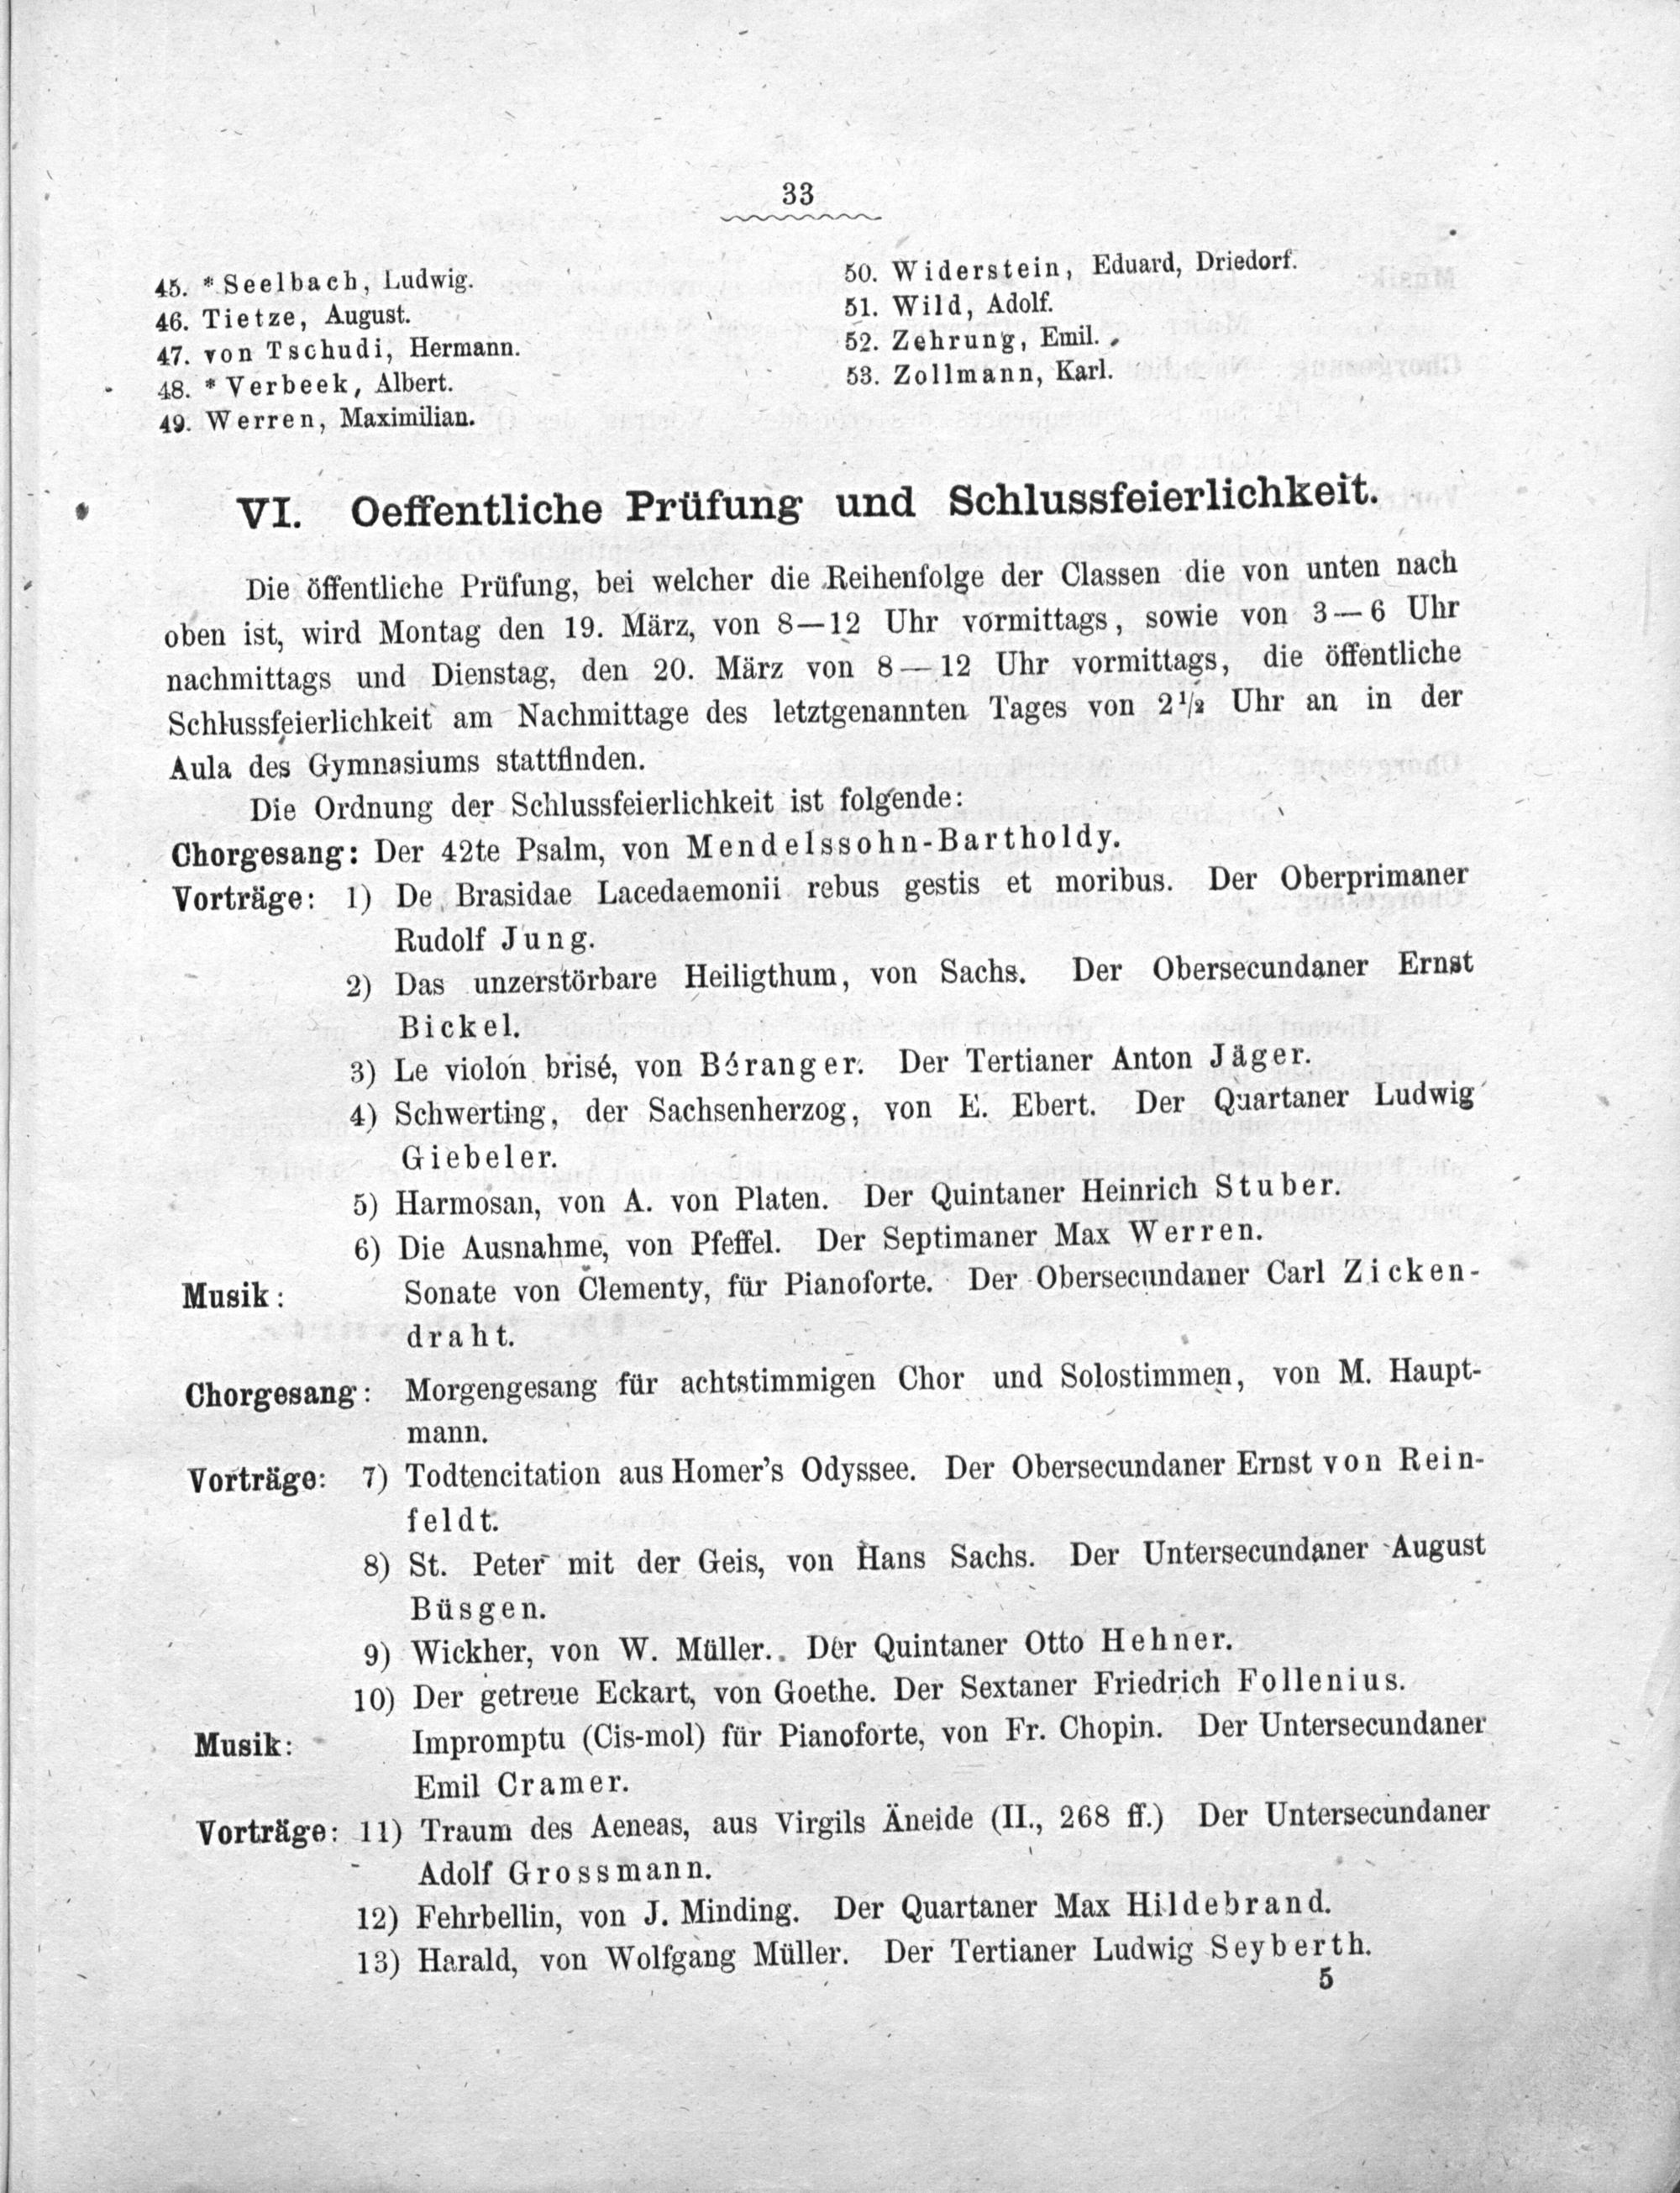 33
45. * Seelbach, Ludwig.
46. Tietze, August.
47. von Tschudi, Hermann.
48. * Verbeek, Albert.
49. Werren, Maximilian.
50. Widerstein, Eduard, Driedorf.
51. Wild, Adolf.
52. Zehrung, Emil.
53. Zollmann, Karl.
VI. Oeffentliche Prüfung und Schlussfeierlichkeit.
Die öffentliche Prüfung, bei welcher die Reihenfolge der Classen die von unten nach
oben ist, wird Montag den 19. März, von 8—12 Uhr vormittags, sowie von 3—6 Uhr
nachmittags und Dienstag, den 20. März von 8—12 Uhr vormittags, die öffentliche
Schlussfeierlichkeit am Nachmittage des letztgenannten Tages von 2½ Uhr an in der
Aula des Gymnasiums stattfinden.
Die Ordnung der Schlussfeierlichkeit ist folgende:
Chorgesang: Der 42te Psalm, von Mendelssohn-Bartholdy.
Vorträge: 1) De Brasidae Lacedaemonii rebus gestis et moribus. Der Oberprimaner
Rudolf Jung.
2) Das unzerstörbare Heiligthum, von Sachs. Der Obersecundaner Ernst
Bickel.
3) Le violon brisé, von Béranger. Der Tertianer Anton Jäger.
4) Schwerting, der Sachsenherzog, von E. Ebert. Der Quartaner Ludwig
Giebeler.
5) Harmosan, von A. von Platen. Der Quintaner Heinrich Stuber.
6) Die Ausnahme, von Pfeffel. Der Septimaner Max Werren.
Musik: Sonate von Clementy, für Pianoforte. Der Obersecundaner Carl Zicken-
draht.
Chorgesang: Morgengesang für achtstimmigen Chor und Solostimmen, von M. Haupt-
mann.
Vorträge: 7) Todtencitation aus Homer's Odyssee. Der Obersecundaner Ernst von Rein-
feldt.
8) St. Peter mit der Geis, von Hans Sachs. Der Untersecundaner August
Büsgen.
9) Wickher, von W. Müller. Der Quintaner Otto Hehner.
10) Der getreue Eckart, von Goethe. Der Sextaner Friedrich Follenius.
Musik: Impromptu (Cis-mol) für Pianoforte, von Fr. Chopin. Der Untersecundaner
Emil Cramer.
Vorträge: 11) Traum des Aeneas, aus Virgils Äneide (II., 268 ff.) Der Untersecundaner
Adolf Grossmann.
12) Fehrbellin, von J. Minding. Der Quartaner Max Hildebrand.
13) Harald, von Wolfgang Müller. Der Tertianer Ludwig Seyberth.
5